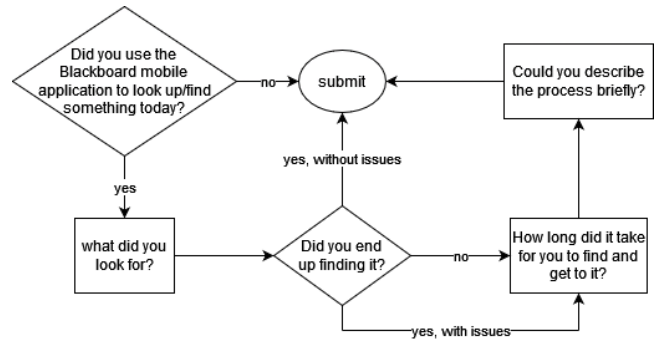 Did you use the
Blackboard mobile
application to look up/find
something today?
no
submit
Could you describe
the process briefly?
yes
yes, without issues
what did you
look for?
Did you end
up finding it?
no
How long did it take
for you to find and
get to it?
yes, with issues